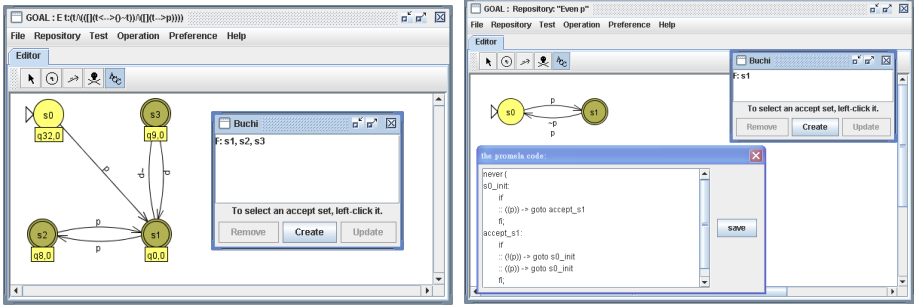 GOAL : E t:(t/\(([](t<-->()~t))/\([](t-->p))))
File Repository Test Operation Preference Help
Editor
s0
q32,0
s3
q9,0
p
~p
p
s2
q8,0
p
p
s1
q0,0
Buchi
F: s1, s2, s3
To select an accept set, left-click it.
Remove Create Update
GOAL : Repository: "Even p"
File Repository Test Operation Preference Help
Editor
s0
p
~p
p
s1
Buchi
F: s1
To select an accept set, left-click it.
Remove Create Update
the promela code:
never {
s0_init:
if
:: ((p)) -> goto accept_s1
fi;
accept_s1:
if
:: (!(p)) -> goto s0_init
:: ((p)) -> goto s0_init
fi;
save